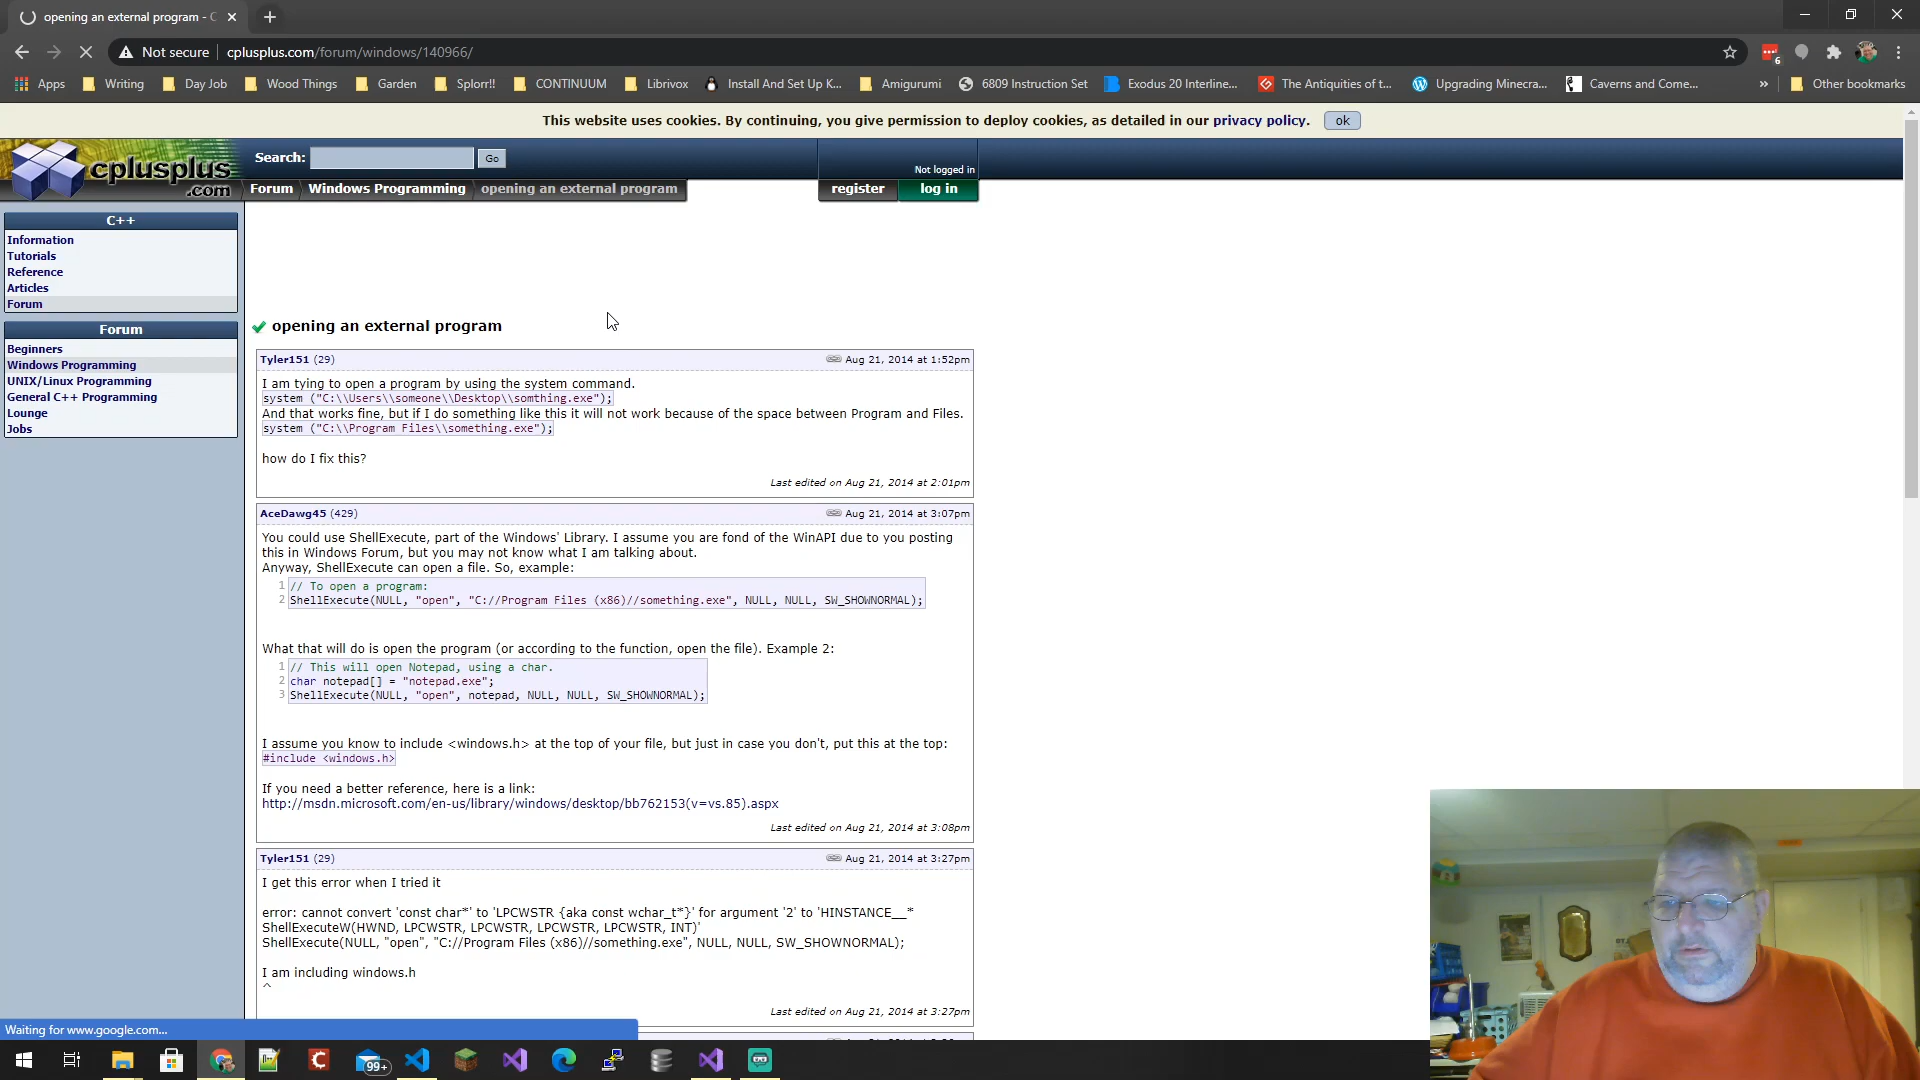 opening an external program - C
Not secure
cplusplus.com/forum/windows/140966/
6
Apps
Writing
Day Job
Wood Things
Garden
Splorr!!
CONTINUUM
Librivox
Install And Set Up K...
Amigurumi
6809 Instruction Set
Exodus 20 Interline...
The Antiquities of t...
Upgrading Minecra...
Caverns and Come...
»
Other bookmarks
This website uses cookies. By continuing, you give permission to deploy cookies, as detailed in our privacy policy.
ok
cplusplus
.com
Search:
Go
Not logged in
Forum
Windows Programming
opening an external program
register
log in
C++
Information
Tutorials
Reference
Articles
Forum
Forum
Beginners
Windows Programming
UNIX/Linux Programming
General C++ Programming
Lounge
Jobs
opening an external program
Tyler151 (29)
Aug 21, 2014 at 1:52pm
I am tying to open a program by using the system command.
system ("C:\\Users\\someone\\Desktop\\somthing.exe");
And that works fine, but if I do something like this it will not work because of the space between Program and Files.
system ("C:\\Program Files\\something.exe");
how do I fix this?
Last edited on Aug 21, 2014 at 2:01pm
AceDawg45 (429)
Aug 21, 2014 at 3:07pm
You could use ShellExecute, part of the Windows' Library. I assume you are fond of the WinAPI due to you posting
this in Windows Forum, but you may not know what I am talking about.
Anyway, ShellExecute can open a file. So, example:
1 // To open a program:
2 ShellExecute(NULL, "open", "C://Program Files (x86)//something.exe", NULL, NULL, SW_SHOWNORMAL);
What that will do is open the program (or according to the function, open the file). Example 2:
1 // This will open Notepad, using a char.
2 char notepad[] = "notepad.exe";
3 ShellExecute(NULL, "open", notepad, NULL, NULL, SW_SHOWNORMAL);
I assume you know to include <windows.h> at the top of your file, but just in case you don't, put this at the top:
#include <windows.h>
If you need a better reference, here is a link:
http://msdn.microsoft.com/en-us/library/windows/desktop/bb762153(v=vs.85).aspx
Last edited on Aug 21, 2014 at 3:08pm
Tyler151 (29)
Aug 21, 2014 at 3:27pm
I get this error when I tried it
error: cannot convert 'const char*' to 'LPCWSTR {aka const wchar_t*}' for argument '2' to 'HINSTANCE__*
ShellExecuteW(HWND, LPCWSTR, LPCWSTR, LPCWSTR, LPCWSTR, INT)'
ShellExecute(NULL, "open", "C://Program Files (x86)//something.exe", NULL, NULL, SW_SHOWNORMAL);
I am including windows.h
^
Last edited on Aug 21, 2014 at 3:27pm
Waiting for www.google.com...
99+